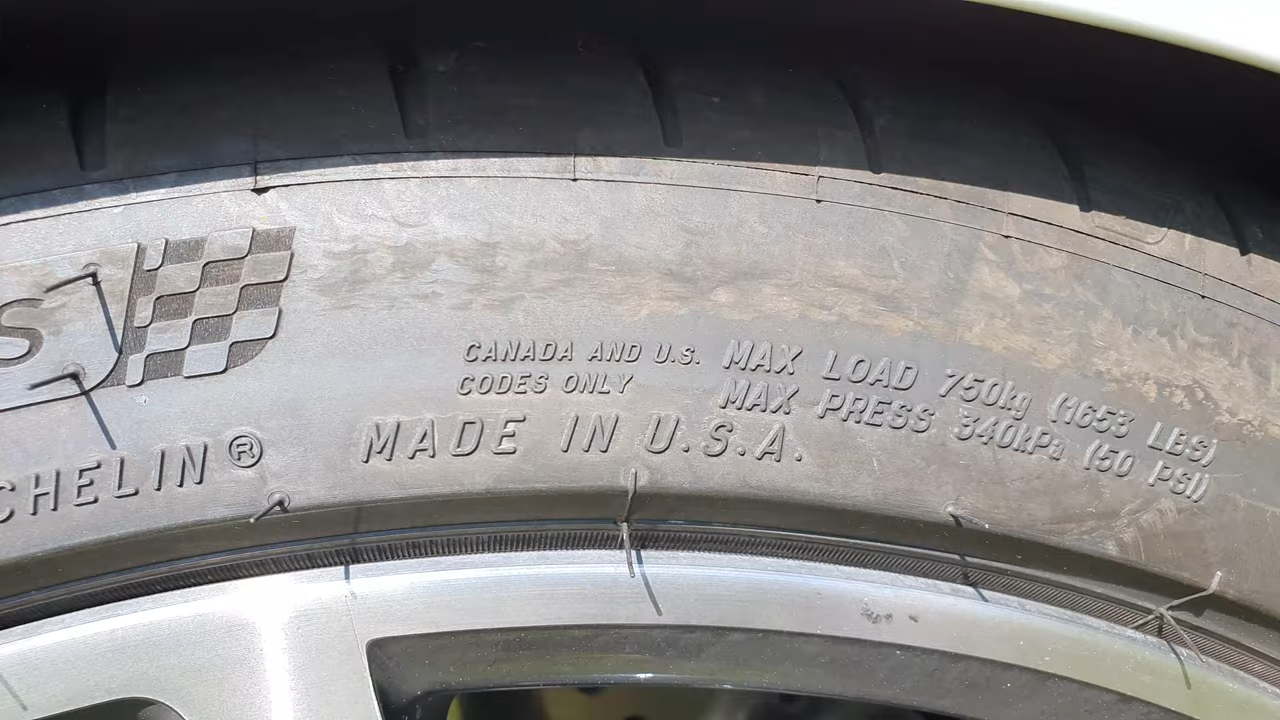 S
CHELIN®
CANADA AND U.S.
CODES ONLY
MADE IN U.S.A.
MAX LOAD 750kg (1653 LBS)
MAX PRESS 340kPa (50 PSI)